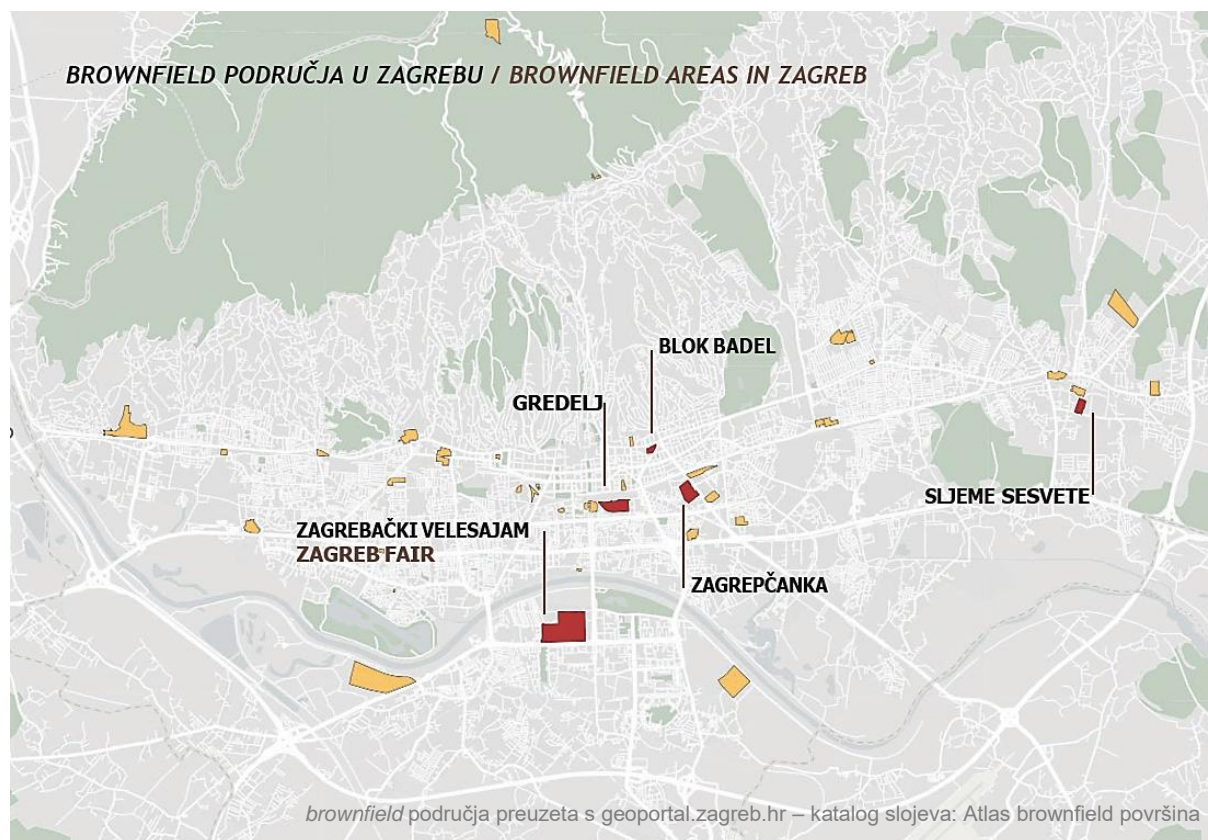 BROWNFIELD PODRUČJA U ZAGREBU / BROWNFIELD AREAS IN ZAGREB
BLOK BADEL
GREDELJ
SLJEME SESVETE
ZAGREBAČKI VELESAJAM
ZAGREB FAIR
ZAGREPČANKA
brownfield područja preuzeta s geoportal.zagreb.hr – katalog slojeva: Atlas brownfield površina